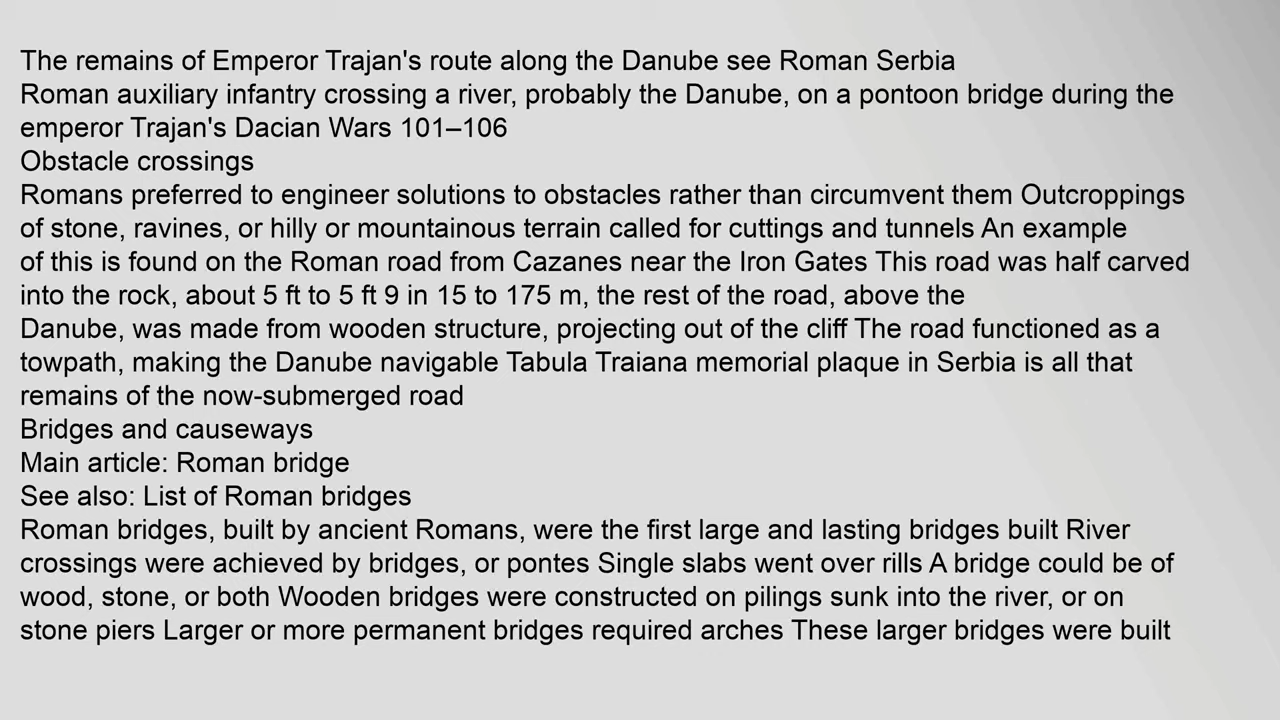 The remains of Emperor Trajan's route along the Danube see Roman Serbia
Roman auxiliary infantry crossing a river, probably the Danube, on a pontoon bridge during the
emperor Trajan's Dacian Wars 101–106
Obstacle crossings
Romans preferred to engineer solutions to obstacles rather than circumvent them Outcroppings
of stone, ravines, or hilly or mountainous terrain called for cuttings and tunnels An example
of this is found on the Roman road from Cazanes near the Iron Gates This road was half carved
into the rock, about 5 ft to 5 ft 9 in 15 to 175 m, the rest of the road, above the
Danube, was made from wooden structure, projecting out of the cliff The road functioned as a
towpath, making the Danube navigable Tabula Traiana memorial plaque in Serbia is all that
remains of the now-submerged road
Bridges and causeways
Main article: Roman bridge
See also: List of Roman bridges
Roman bridges, built by ancient Romans, were the first large and lasting bridges built River
crossings were achieved by bridges, or pontes Single slabs went over rills A bridge could be of
wood, stone, or both Wooden bridges were constructed on pilings sunk into the river, or on
stone piers Larger or more permanent bridges required arches These larger bridges were built